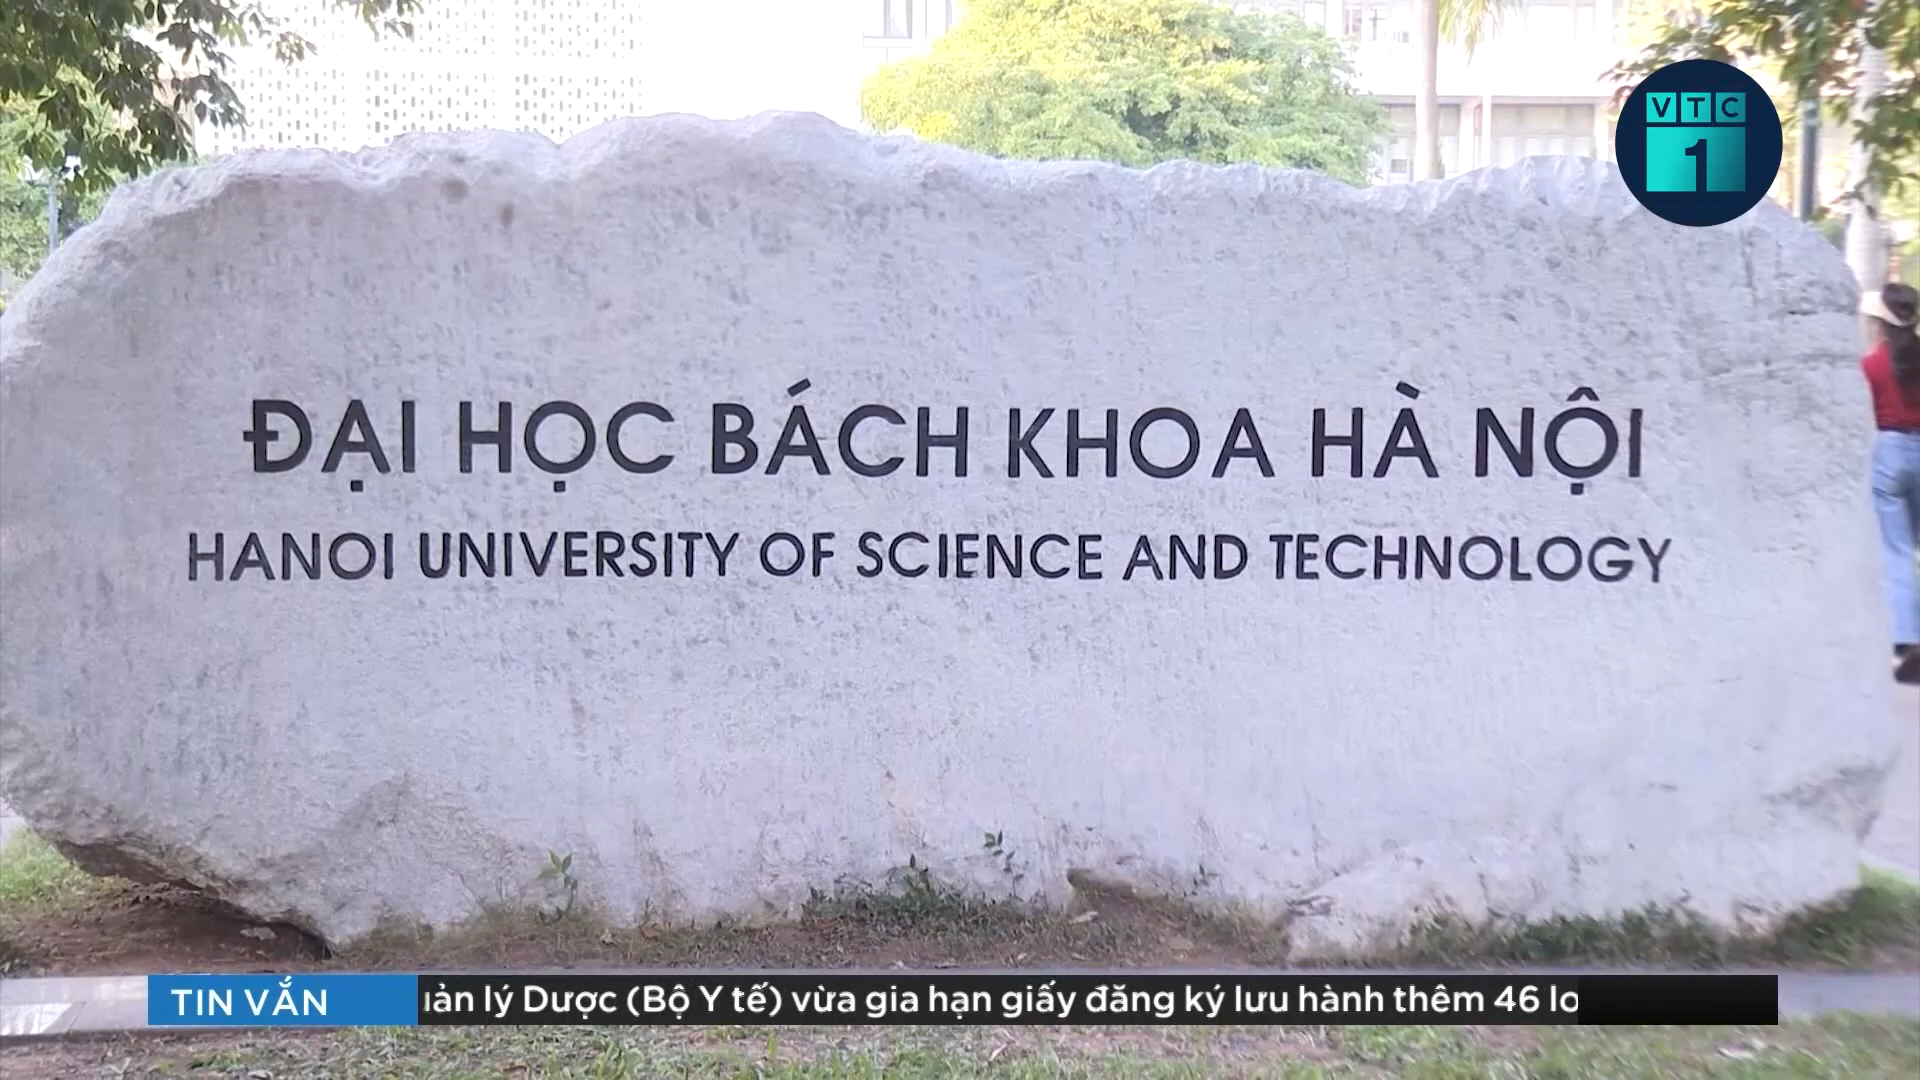 VTC
1
ĐẠI HỌC BÁCH KHOA HÀ NỘI
HANOI UNIVERSITY OF SCIENCE AND TECHNOLOGY
TIN VẮN
lý Dược (Bộ Y tế) vừa gia hạn giấy đăng ký lưu hành thêm 46